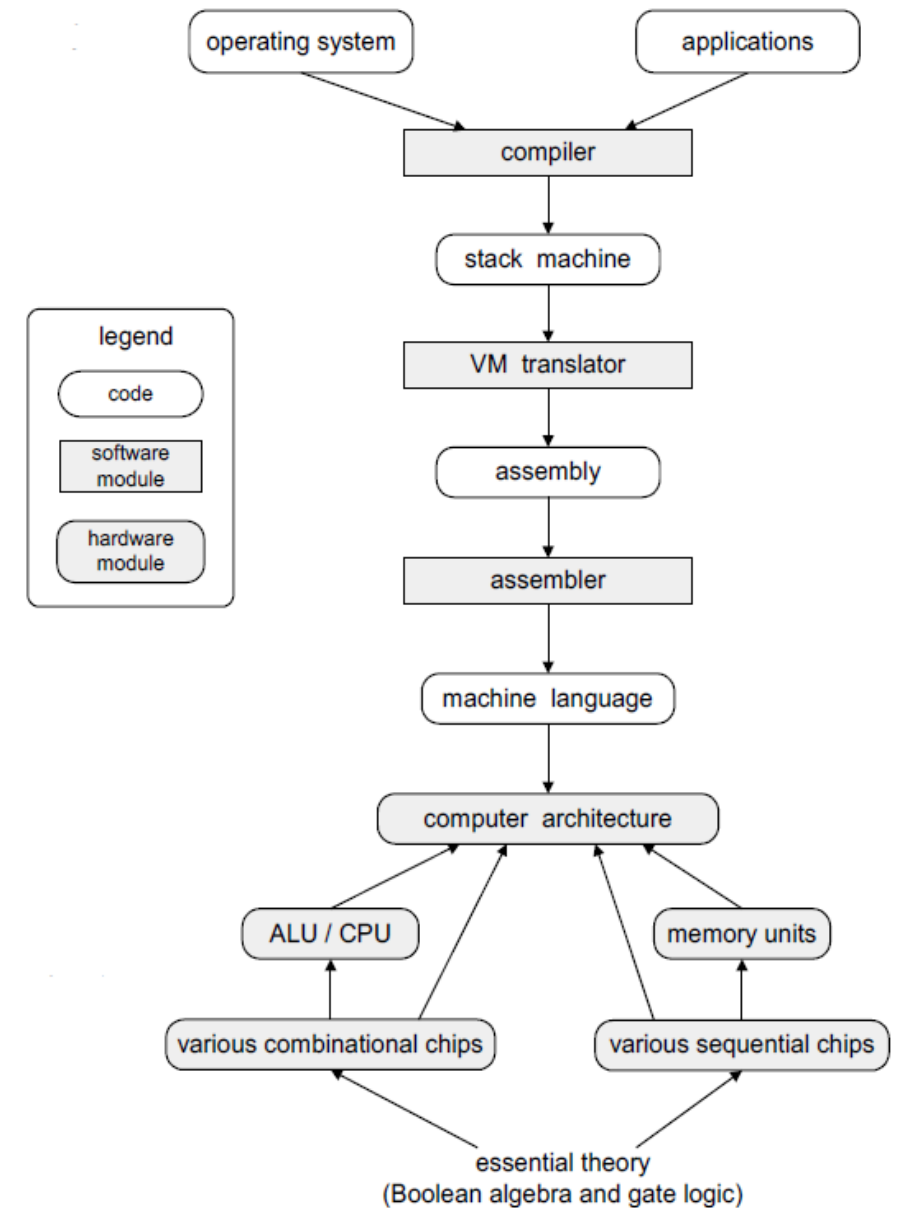 operating system
applications
compiler
stack machine
legend
code
software
module
hardware
module
VM translator
assembly
assembler
machine language
computer architecture
ALU / CPU
memory units
various combinational chips
various sequential chips
essential theory
(Boolean algebra and gate logic)